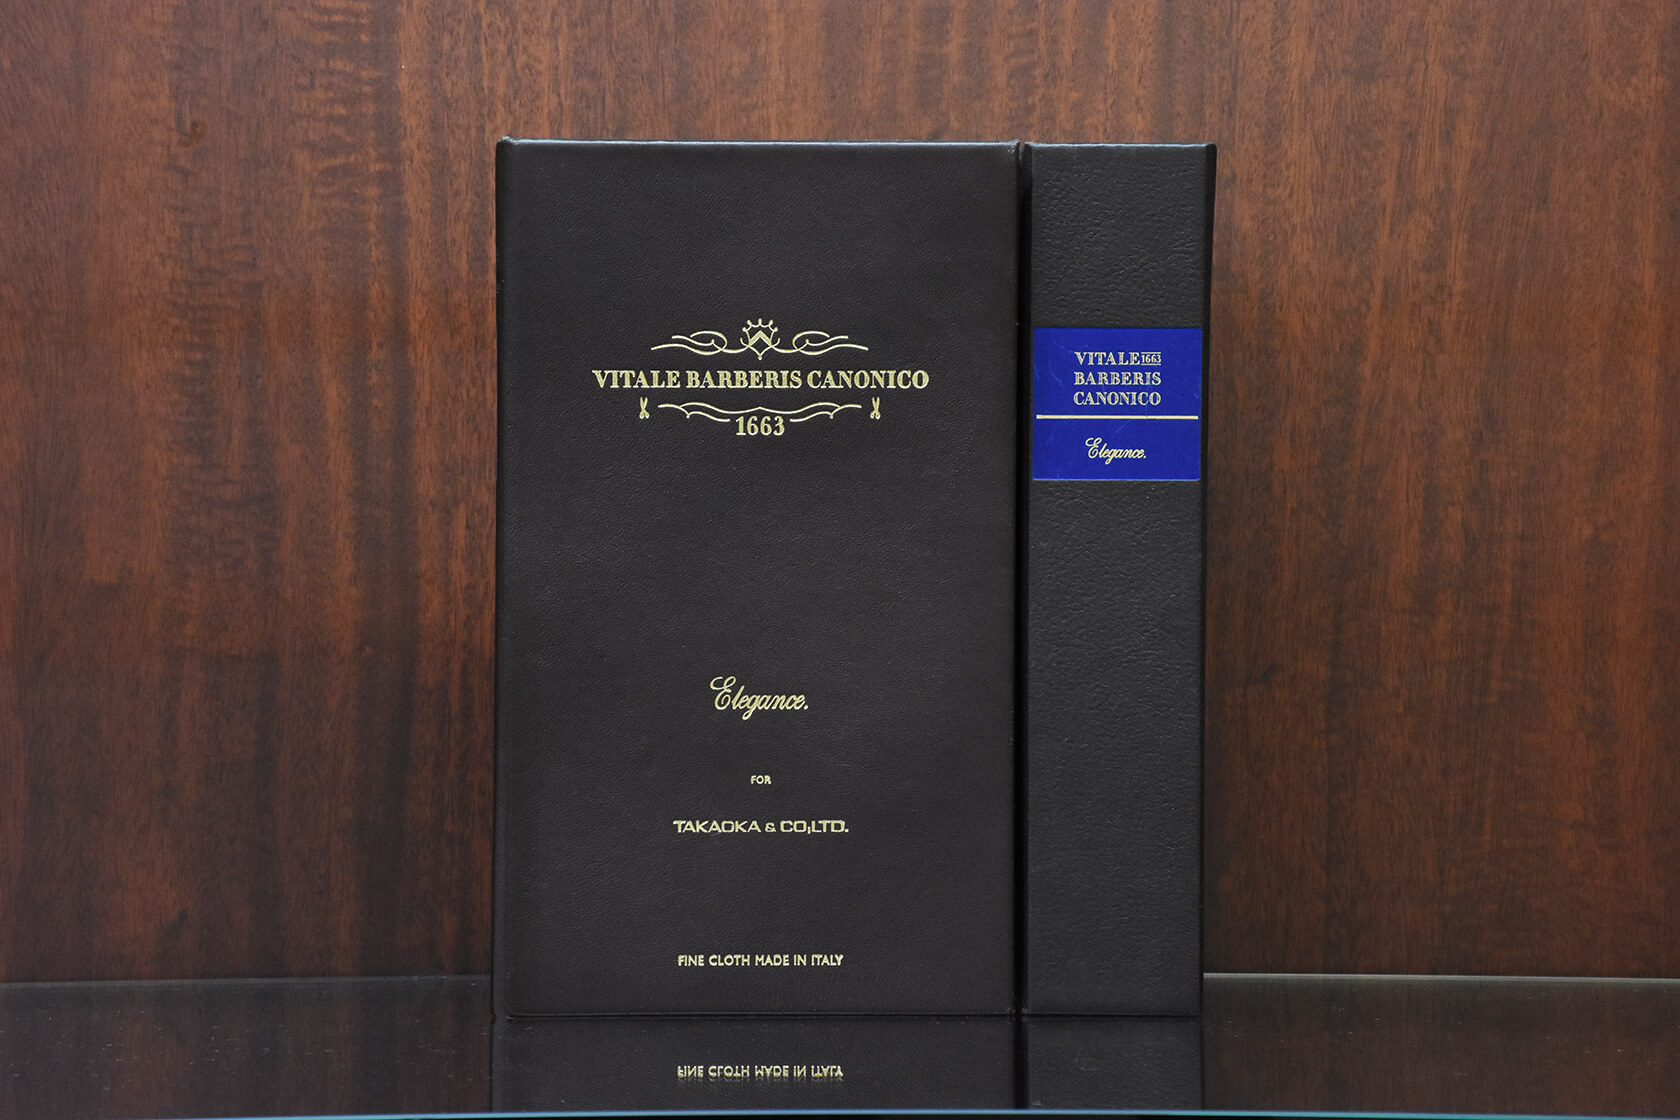 VITALE BARBERIS CANONICO
1663
Elegance.
FOR
TAKAOKA & CO,LTD.
FINE CLOTH MADE IN ITALY
VITALE 1663
BARBERIS
CANONICO
Elegance.
FINE CLOTH MADE IN ITALY